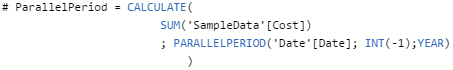 # ParallelPeriod = CALCULATE(
SUM('SampleData'[Cost])
; PARALLELPERIOD('Date'[Date]; INT(-1);YEAR)
)